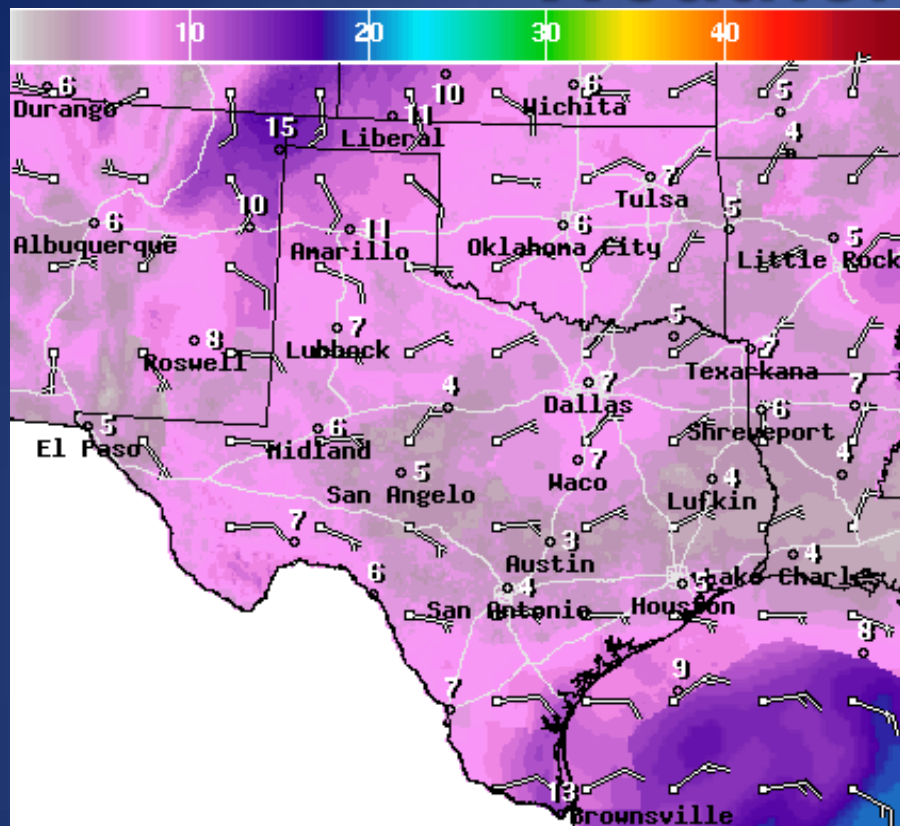 10 20 30 40
6 10 6 5
Durango Wichita
11
15 Liberal 4
7
Tulsa
10 5
6 11 6 5
Albuquerque Amarillo Oklahoma City Little Rock
7 5
8 7
Roswell Lubbock Texarkana
4 7 7
Dallas
5 6 6
El Paso Midland Shreveport
5 7 4
San Angelo Waco 4
Lufkin
7 3 4
Austin Lake Charles
6 4 5
San Antonio Houston
8
9
7
13
Brownsville